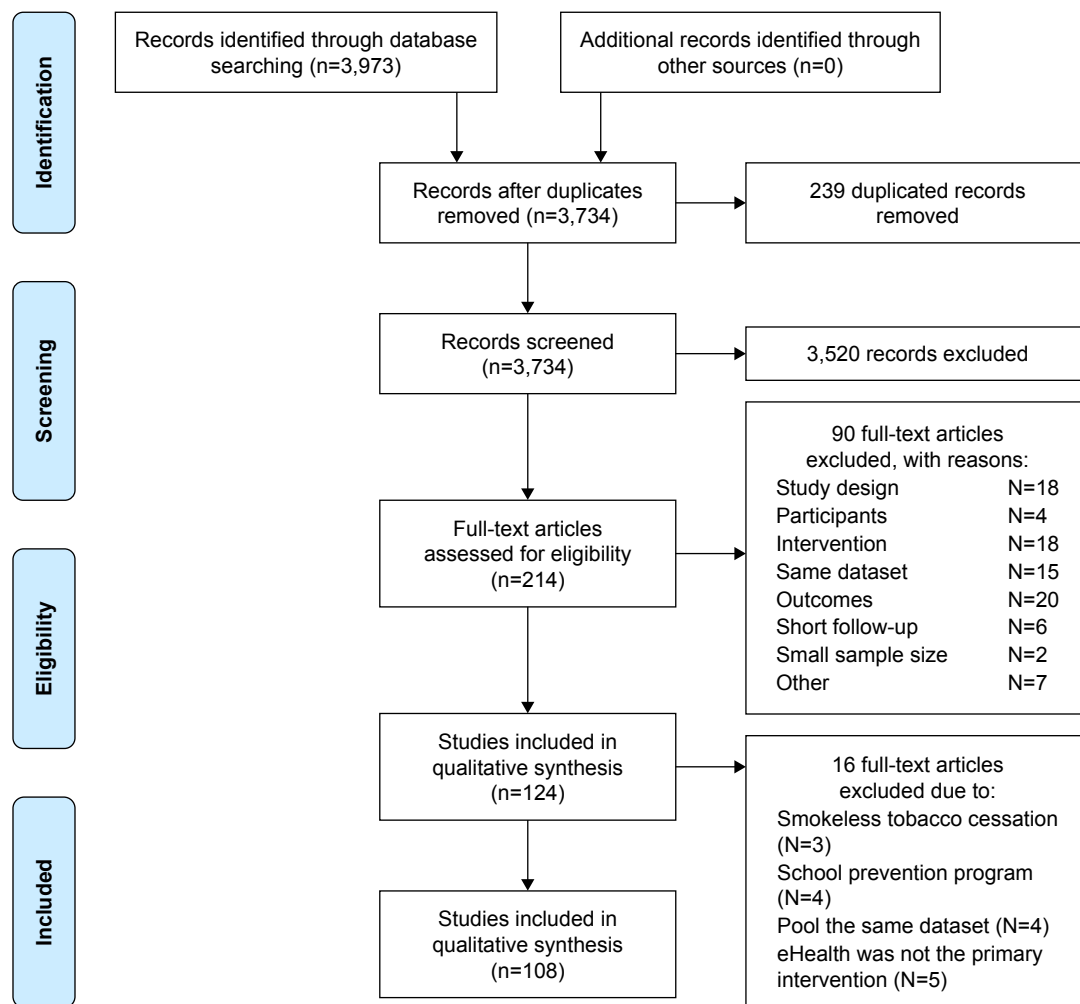 Identification
Records identified through database
searching (n=3,973)
Additional records identified through
other sources (n=0)
Records after duplicates
removed (n=3,734)
239 duplicated records
removed
Screening
Records screened
(n=3,734)
3,520 records excluded
Eligibility
Full-text articles
assessed for eligibility
(n=214)
90 full-text articles
excluded, with reasons:
Study design N=18
Participants N=4
Intervention N=18
Same dataset N=15
Outcomes N=20
Short follow-up N=6
Small sample size N=2
Other N=7
Studies included in
qualitative synthesis
(n=124)
16 full-text articles
excluded due to:
Smokeless tobacco cessation
(N=3)
School prevention program
(N=4)
Pool the same dataset (N=4)
eHealth was not the primary
intervention (N=5)
Included
Studies included in
qualitative synthesis
(n=108)